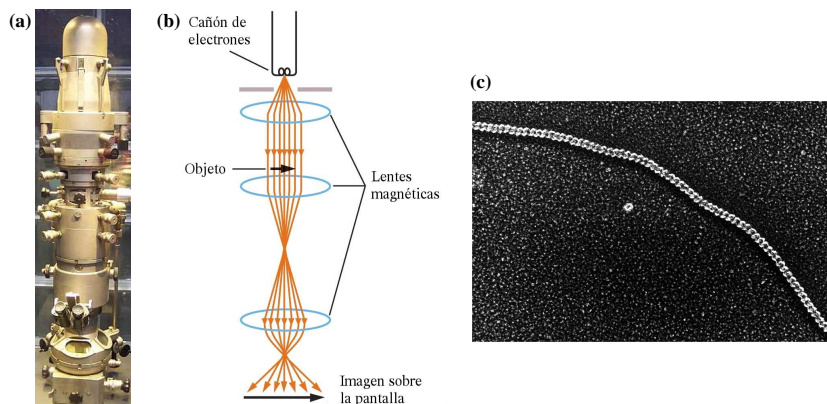 (a)
(b)
Cañón de
electrones
Objeto
Lentes
magnéticas
Imagen sobre
la pantalla
(c)